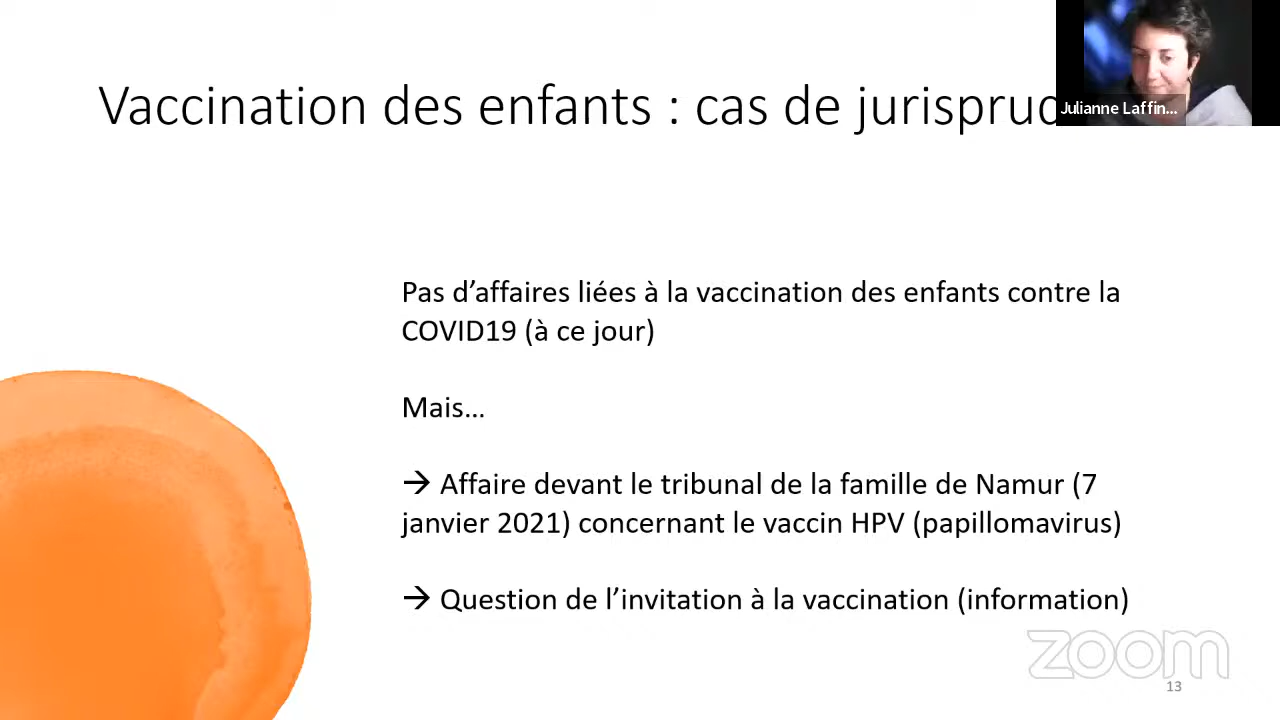 Vaccination des enfants : cas de jurisprud
Julianne Laffin...
Pas d’affaires liées à la vaccination des enfants contre la
COVID19 (à ce jour)
Mais…
→ Affaire devant le tribunal de la famille de Namur (7
janvier 2021) concernant le vaccin HPV (papillomavirus)
→ Question de l’invitation à la vaccination (information)
zoom
13